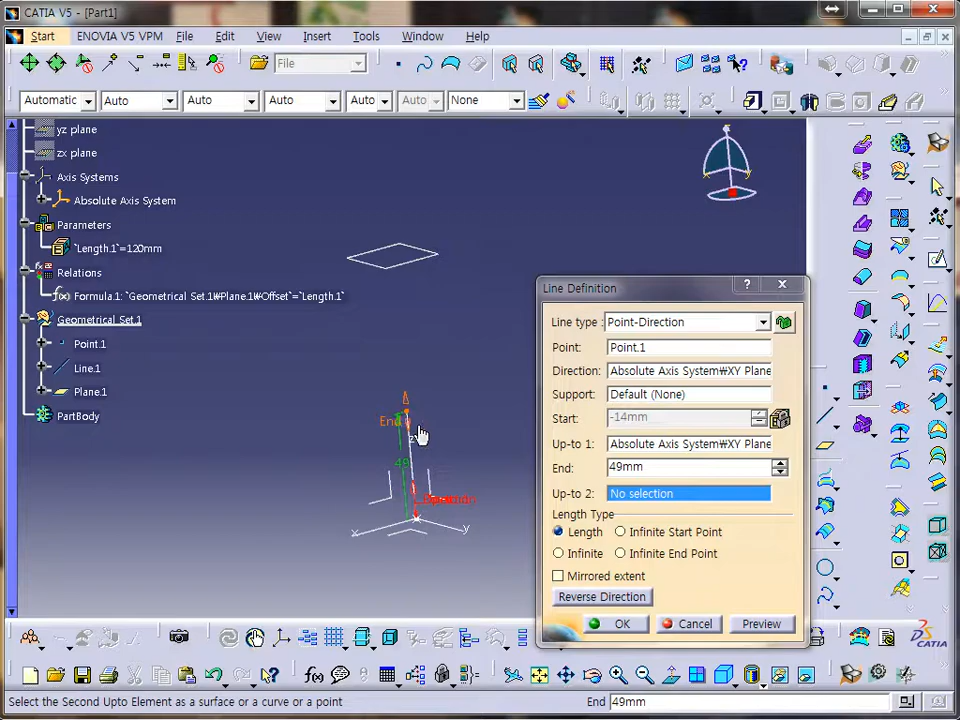 CATIA V5 - [Part1]
Start ENOVIA V5 VPM File Edit View Insert Tools Window Help
File
Automatic Auto Auto Auto Auto Auto None
yz plane
zx plane
Axis Systems
Absolute Axis System
Parameters
`Length.1`=120mm
Relations
Formula.1: `Geometrical Set.1₩Plane.1₩Offset`=`Length.1`
Geometrical Set.1
Point.1
Line.1
Plane.1
PartBody
x y
End
49
x y
Line Definition
Line type : Point-Direction
Point: Point.1
Direction: Absolute Axis System₩XY Plane
Support: Default (None)
Start: -14mm
Up-to 1: Absolute Axis System₩XY Plane
End: 49mm
Up-to 2: No selection
Length Type
Length Infinite Start Point
Infinite Infinite End Point
Mirrored extent
Reverse Direction
OK Cancel Preview
CATIA
Select the Second Upto Element as a surface or a curve or a point End 49mm